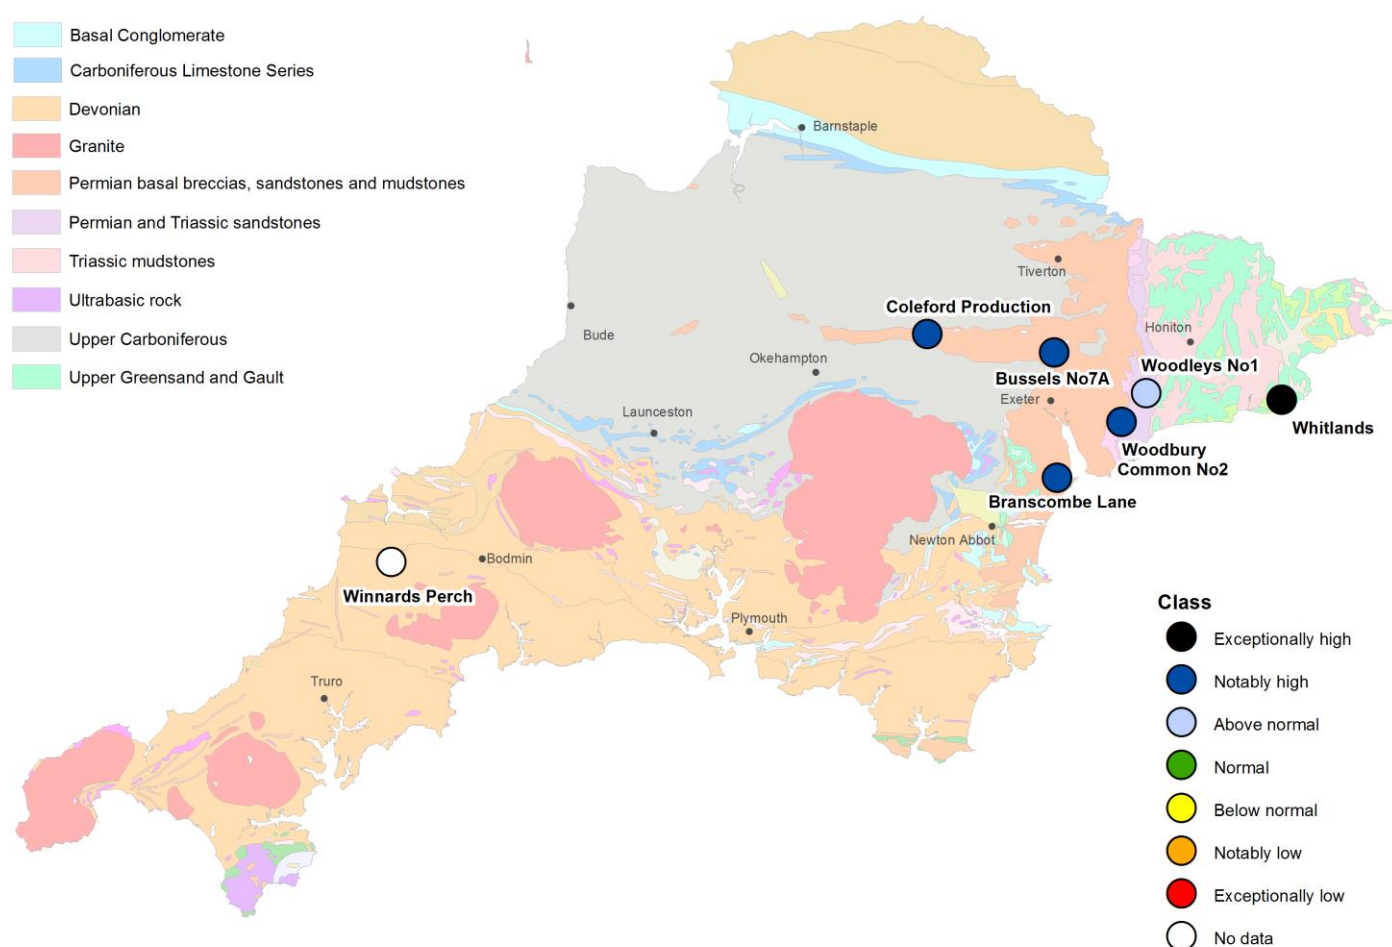 Basal Conglomerate
Carboniferous Limestone Series
Devonian
Granite
Permian basal breccias, sandstones and mudstones
Permian and Triassic sandstones
Triassic mudstones
Ultrabasic rock
Upper Carboniferous
Upper Greensand and Gault
Barnstaple
Tiverton
Coleford Production
Bude
Honiton
Okehampton
Woodleys No1
Bussels No7A
Exeter
Launceston
Whitlands
Woodbury
Common No2
Branscombe Lane
Newton Abbot
Bodmin
Winnards Perch
Plymouth
Truro
Class
Exceptionally high
Notably high
Above normal
Normal
Below normal
Notably low
Exceptionally low
No data